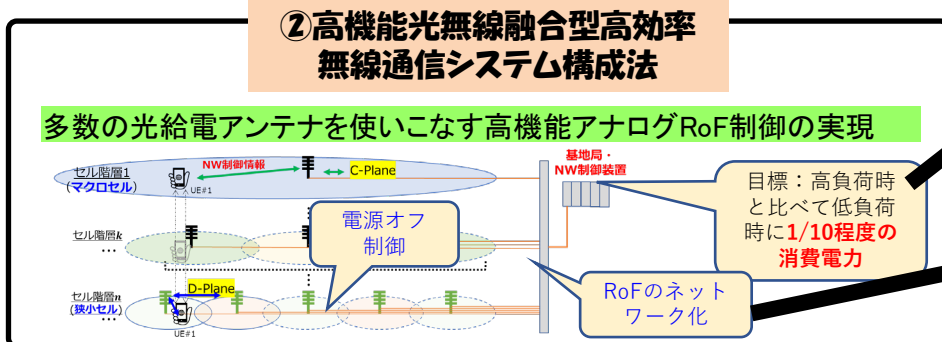 ②高機能光無線融合型高効率
無線通信システム構成法
多数の光給電アンテナを使いこなす高機能アナログRoF制御の実現
セル階層1
(マクロセル)
UE#1
NW制御情報
C-Plane
基地局・
NW制御装置
目標：高負荷時
と比べて低負荷
時に1/10程度の
消費電力
セル階層k
…
電源オフ
制御
セル階層n
(狭小セル)
…
D-Plane
UE#1
RoFのネット
ワーク化